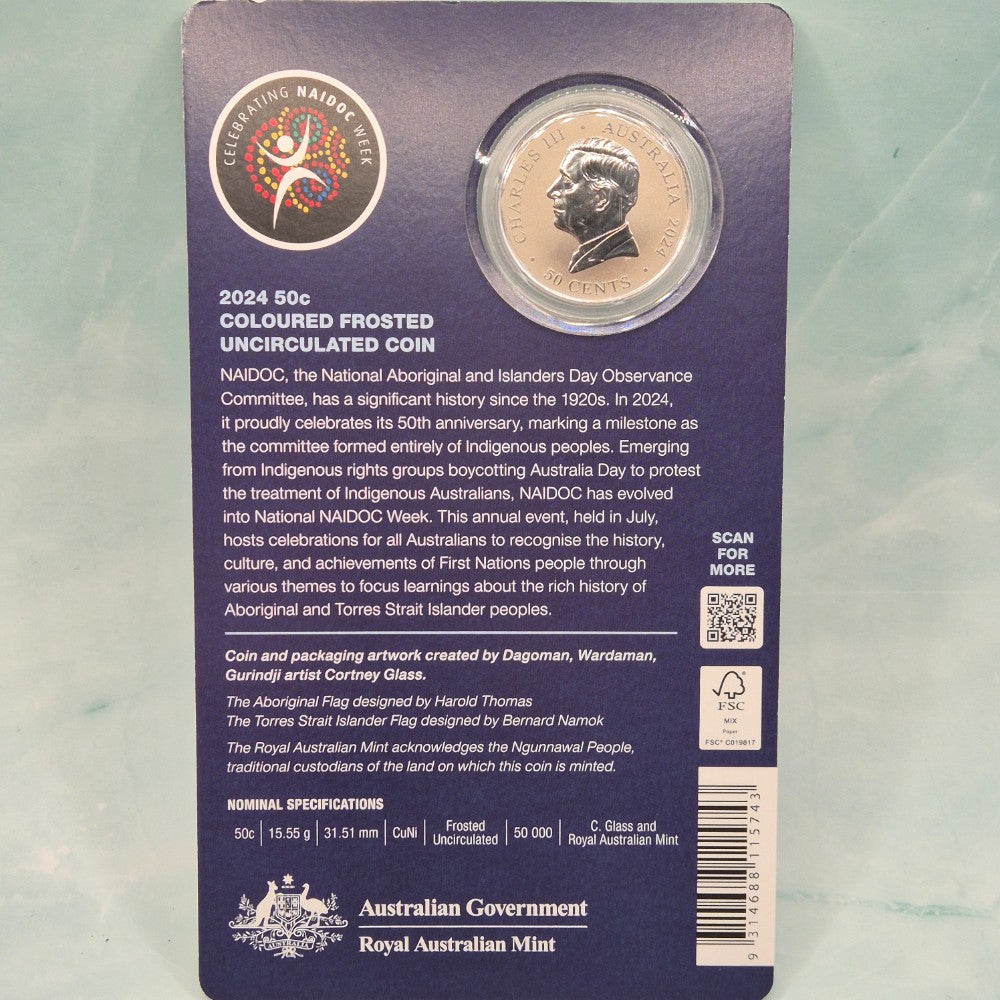 CELEBRATING NAIDOC WEEK
CHARLES III • AUSTRALIA 2024
• 50 CENTS •
2024 50c
COLOURED FROSTED
UNCIRCULATED COIN
NAIDOC, the National Aboriginal and Islanders Day Observance
Committee, has a significant history since the 1920s. In 2024,
it proudly celebrates its 50th anniversary, marking a milestone as
the committee formed entirely of Indigenous peoples. Emerging
from Indigenous rights groups boycotting Australia Day to protest
the treatment of Indigenous Australians, NAIDOC has evolved
into National NAIDOC Week. This annual event, held in July,
hosts celebrations for all Australians to recognise the history,
culture, and achievements of First Nations people through
various themes to focus learnings about the rich history of
Aboriginal and Torres Strait Islander peoples.
SCAN
FOR
MORE
Coin and packaging artwork created by Dagoman, Wardaman,
Gurindji artist Cortney Glass.
The Aboriginal Flag designed by Harold Thomas
The Torres Strait Islander Flag designed by Bernard Namok
The Royal Australian Mint acknowledges the Ngunnawal People,
traditional custodians of the land on which this coin is minted.
FSC
MIX
Paper
FSC® C019817
NOMINAL SPECIFICATIONS
50c | 15.55 g | 31.51 mm | CuNi | Frosted Uncirculated | 50 000 | C. Glass and Royal Australian Mint
9 314688 115743
AUSTRALIA
Australian Government
Royal Australian Mint